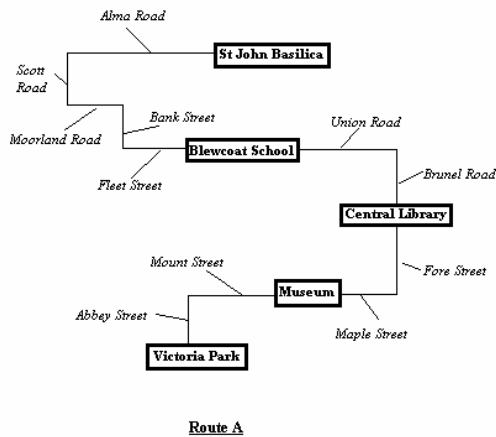 Alma Road
St John Basilica
Scott
Road
Bank Street
Moorland Road
Union Road
Blewcoat School
Fleet Street
Brunel Road
Central Library
Mount Street
Fore Street
Museum
Abbey Street
Maple Street
Victoria Park
Route A